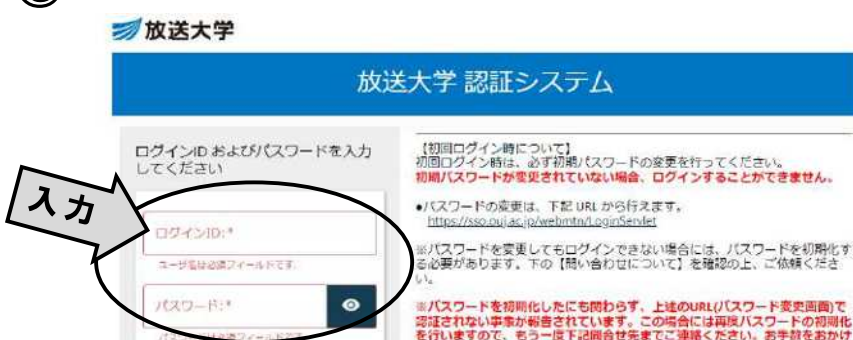 放送大学
放送大学 認証システム
ログインID およびパスワードを入力
してください
入力
ログインID:*
ユーザ名は必須フィールドです。
パスワード:*
【初回ログイン時について】
初回ログイン時は、必ず初期パスワードの変更を行ってください。
初期パスワードが変更されていない場合、ログインすることができません。
•パスワードの変更は、下記 URL から行えます。
https://sso.ouj.ac.jp/webmtn/LoginServlet
※パスワードを変更してもログインできない場合には、パスワードを初期化す
る必要があります。下の【問い合わせについて】を確認の上、ご依頼くださ
い。
※パスワードを初期化したにも関わらず、上述のURL(パスワード変更画面)で
認証されない事象が報告されています。この場合には再度パスワードの初期化
を行いますので、もう一度下記問合せ先までご連絡ください。お手数をおかけ